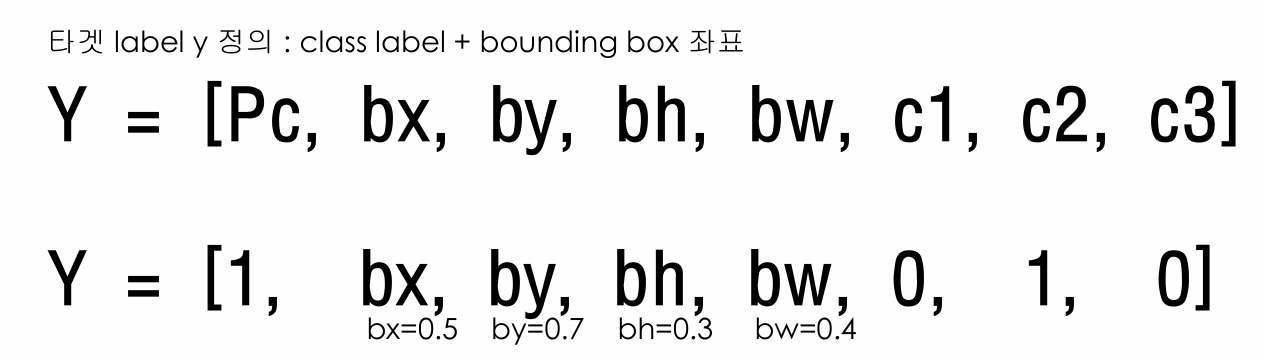 타겟 label y 정의 : class label + bounding box 좌표
Y = [Pc, bx, by, bh, bw, c1, c2, c3]
Y = [1, bx, by, bh, bw, 0, 1, 0]
bx=0.5 by=0.7 bh=0.3 bw=0.4